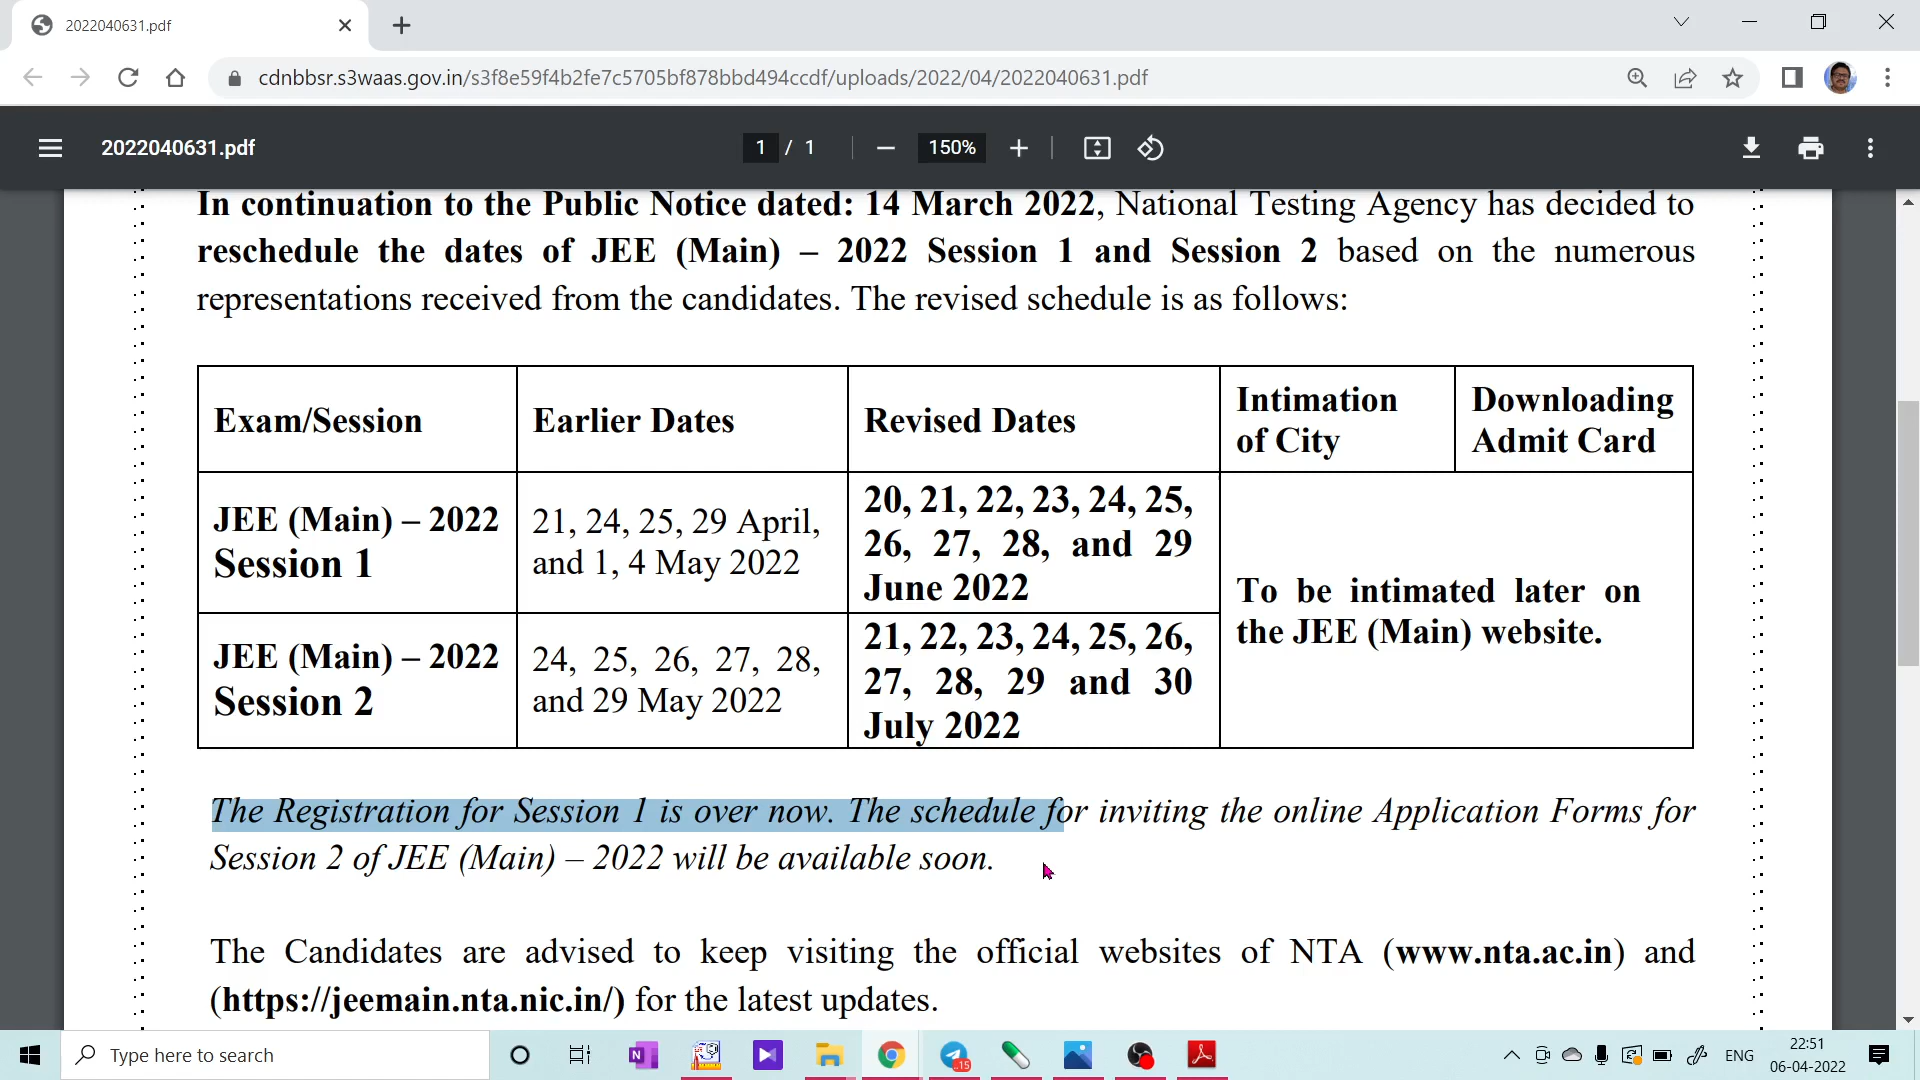 2022040631.pdf
cdnbbsr.s3waas.gov.in/s3f8e59f4b2fe7c5705bf878bbd494ccdf/uploads/2022/04/2022040631.pdf
2022040631.pdf
1 / 1
150%
In continuation to the Public Notice dated: 14 March 2022, National Testing Agency has decided to
reschedule the dates of JEE (Main) – 2022 Session 1 and Session 2 based on the numerous
representations received from the candidates. The revised schedule is as follows:
Exam/Session
Earlier Dates
Revised Dates
Intimation
of City
Downloading
Admit Card
JEE (Main) – 2022
Session 1
21, 24, 25, 29 April,
and 1, 4 May 2022
20, 21, 22, 23, 24, 25,
26, 27, 28, and 29
June 2022
To be intimated later on
the JEE (Main) website.
JEE (Main) – 2022
Session 2
24, 25, 26, 27, 28,
and 29 May 2022
21, 22, 23, 24, 25, 26,
27, 28, 29 and 30
July 2022
The Registration for Session 1 is over now. The schedule for inviting the online Application Forms for
Session 2 of JEE (Main) – 2022 will be available soon.
The Candidates are advised to keep visiting the official websites of NTA (www.nta.ac.in) and
(https://jeemain.nta.nic.in/) for the latest updates.
Type here to search
N
15
ENG
22:51
06-04-2022